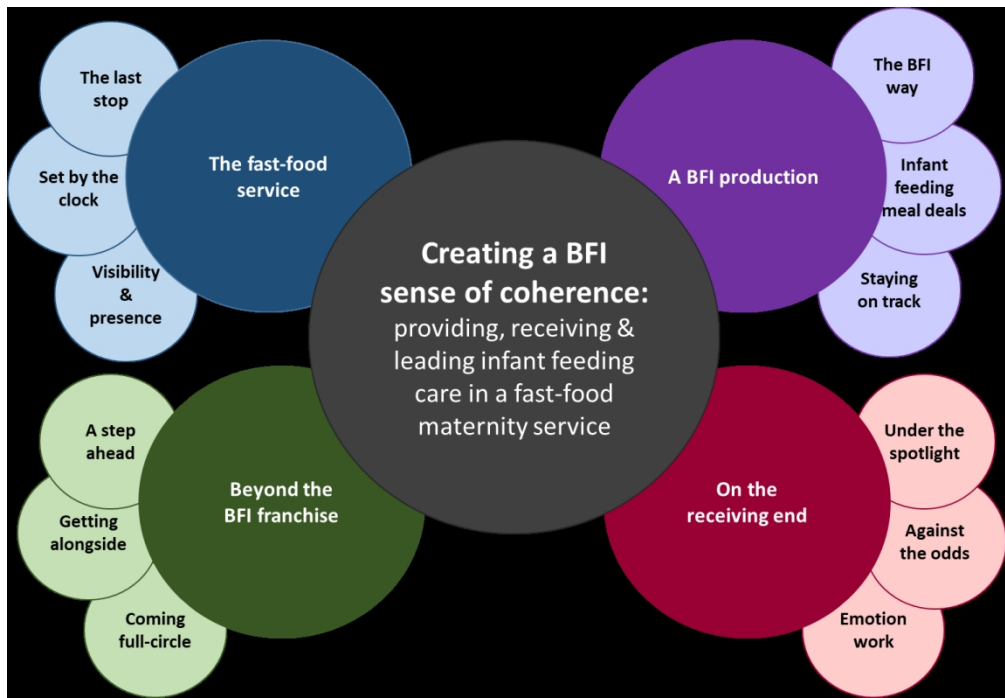 The last
stop
Set by the
clock
Visibility
&
presence
The fast-food
service
A BFI production
The BFI
way
Infant
feeding
meal deals
Staying
on track
Creating a BFI
sense of coherence:
providing, receiving &
leading infant feeding
care in a fast-food
maternity service
A step
ahead
Getting
alongside
Coming
full-circle
Beyond the
BFI franchise
On the
receiving end
Under the
spotlight
Against
the odds
Emotion
work